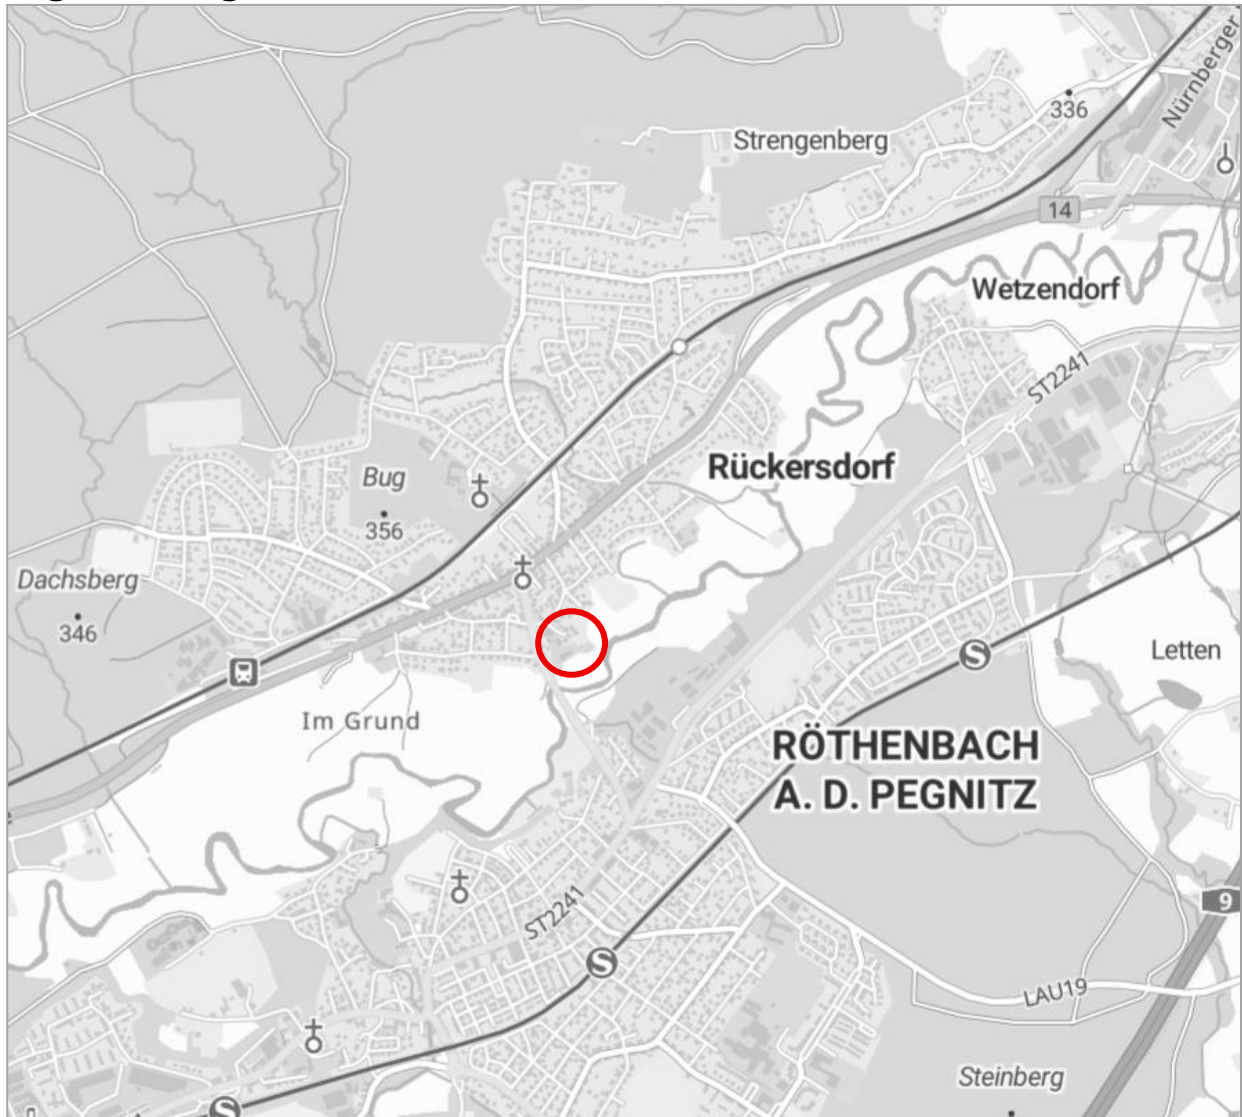 Nürnberger
336
Strengenberg
14
Wetzendorf
ST2241
Rückersdorf
Bug
356
Dachsberg
346
S
Letten
Im Grund
RÖTHENBACH
A. D. PEGNITZ
9
ST2241
S
LAU19
Steinberg
S